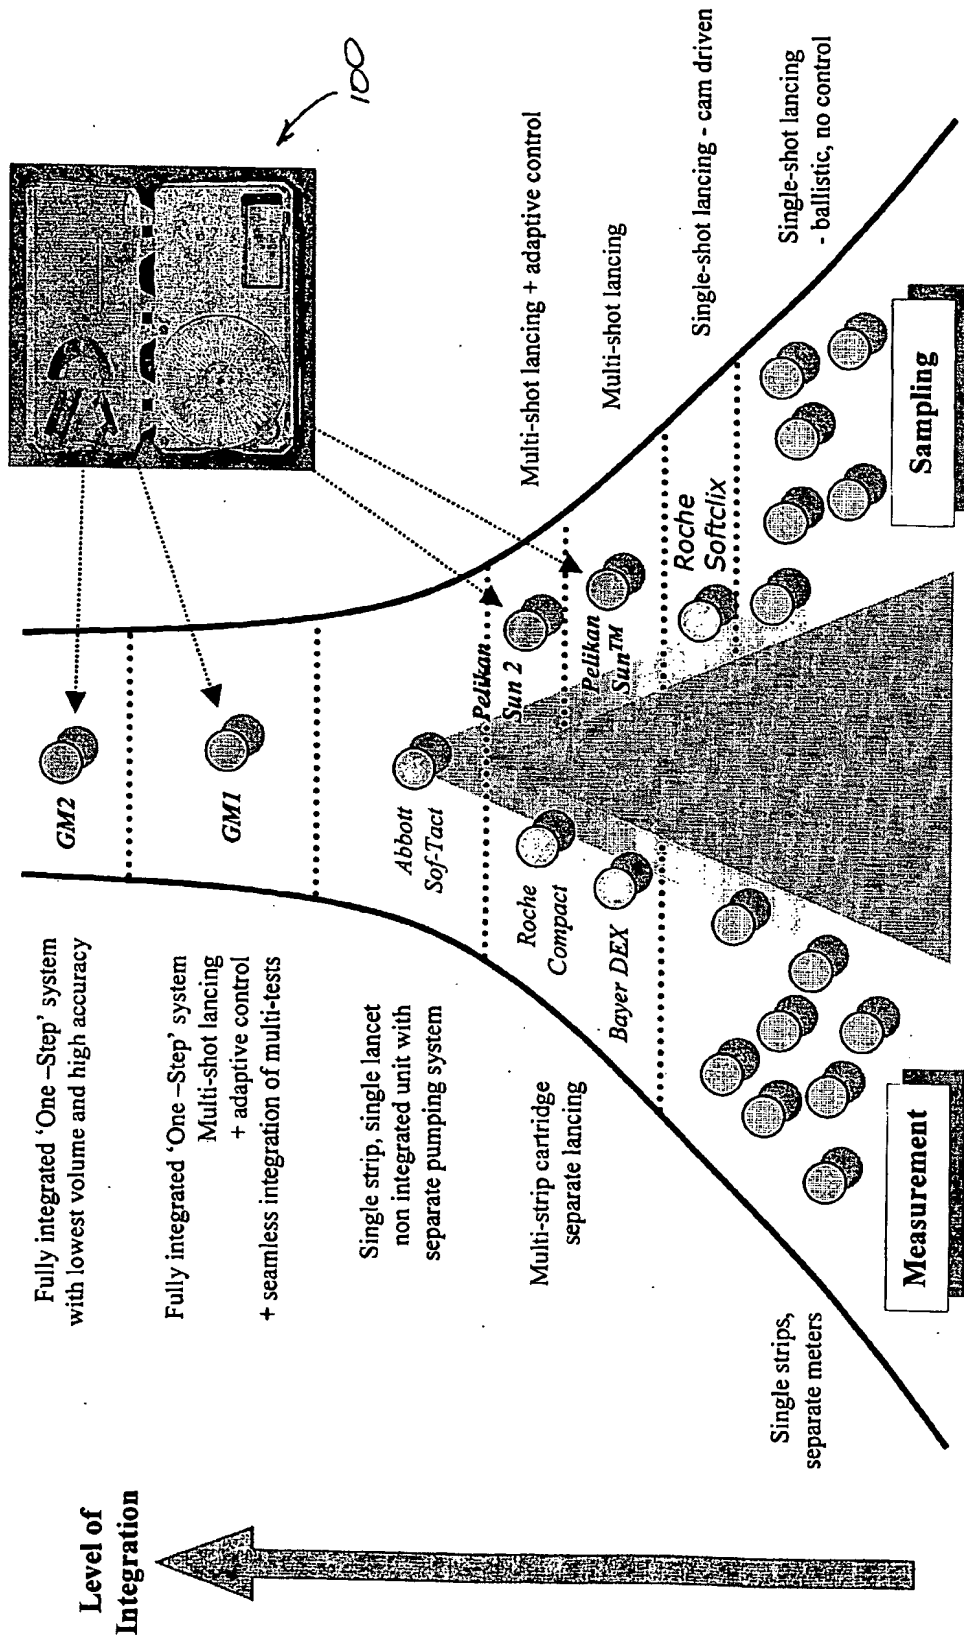 Level of
Integration
Fully integrated ‘One –Step’ system
with lowest volume and high accuracy
Fully integrated ‘One –Step’ system
Multi-shot lancing
+ adaptive control
+ seamless integration of multi-tests
Single strip, single lancet
non integrated unit with
separate pumping system
Multi-strip cartridge
separate lancing
Single strips,
separate meters
Measurement
GM2
GM1
Abbott
Sof-Tact
Roche
Compact
Bayer DEX
Pelikan
Sun 2
Pelikan
Sun™
Roche
Softclix
100
Multi-shot lancing + adaptive control
Multi-shot lancing
Single-shot lancing - cam driven
Single-shot lancing
- ballistic, no control
Sampling